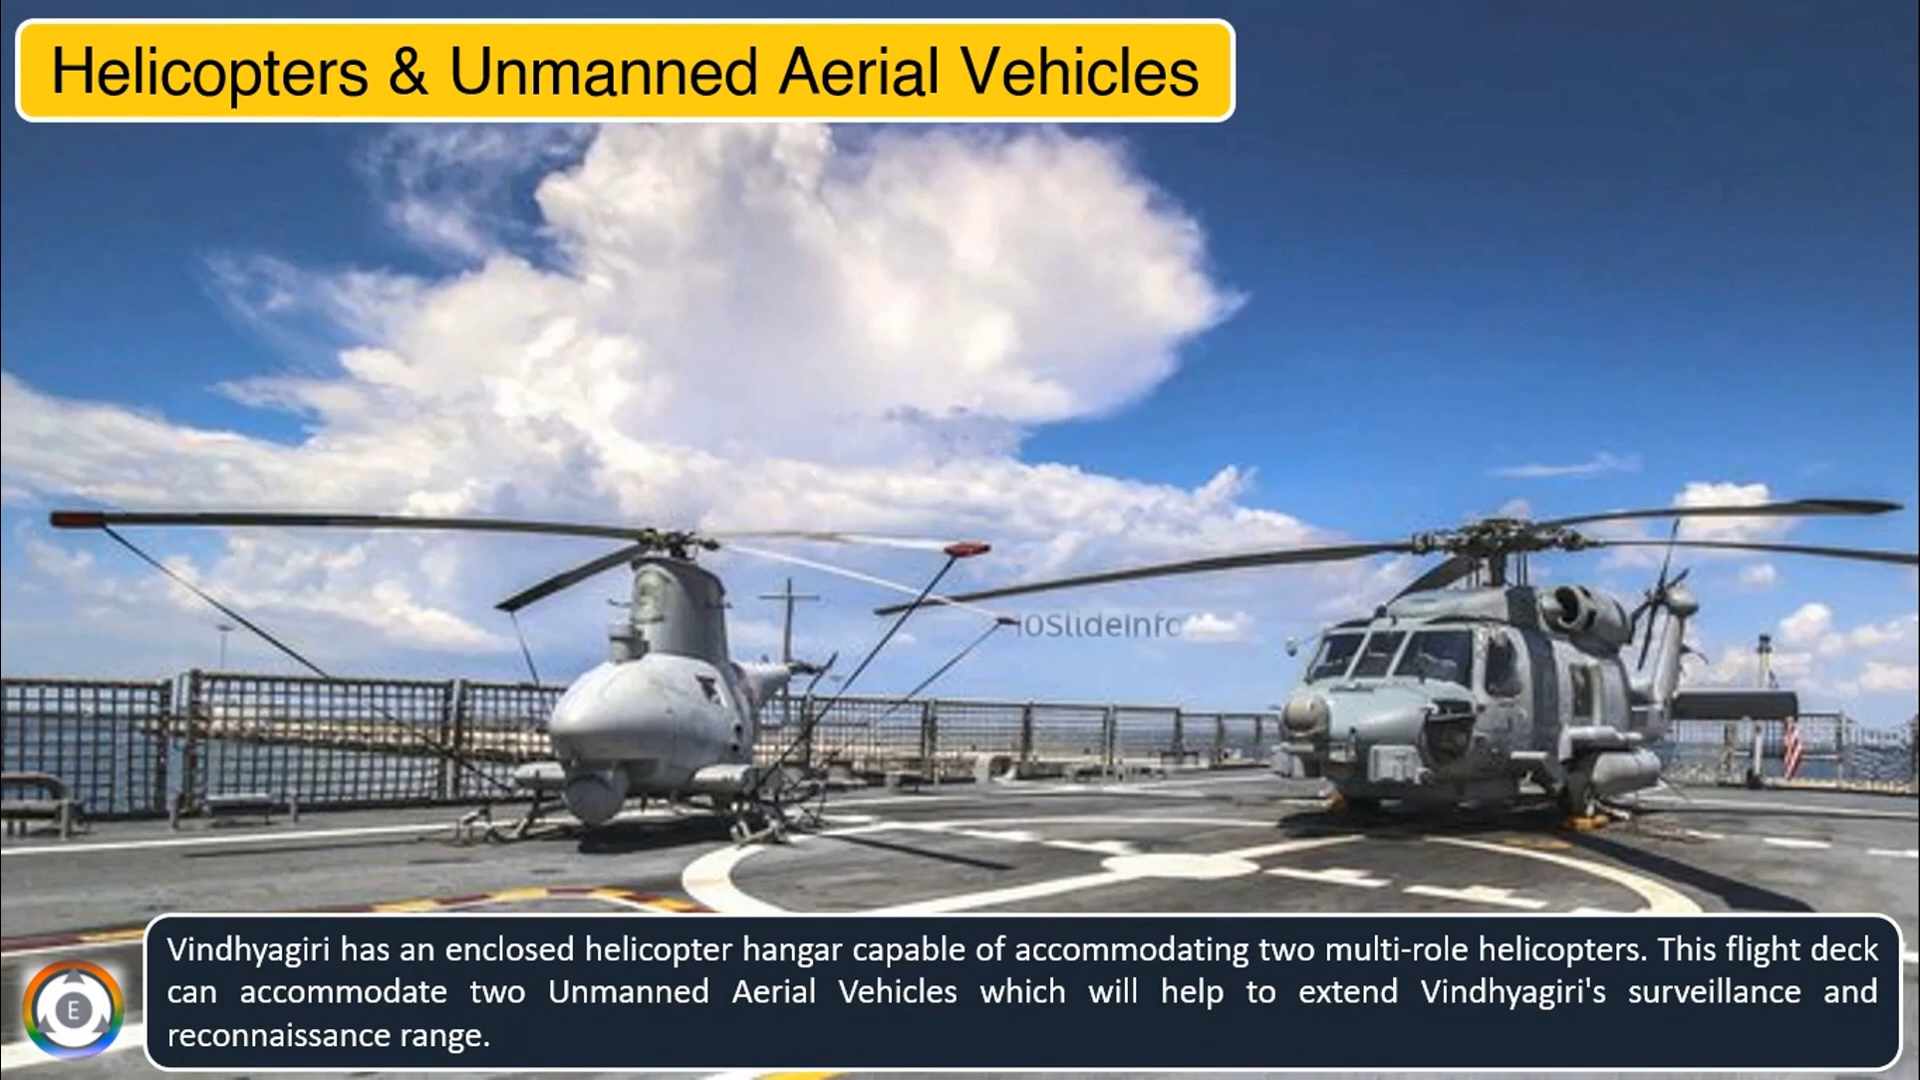 Helicopters & Unmanned Aerial Vehicles
10SlideInfo
Vindhyagiri has an enclosed helicopter hangar capable of accommodating two multi-role helicopters. This flight deck
can accommodate two Unmanned Aerial Vehicles which will help to extend Vindhyagiri's surveillance and
reconnaissance range.
E